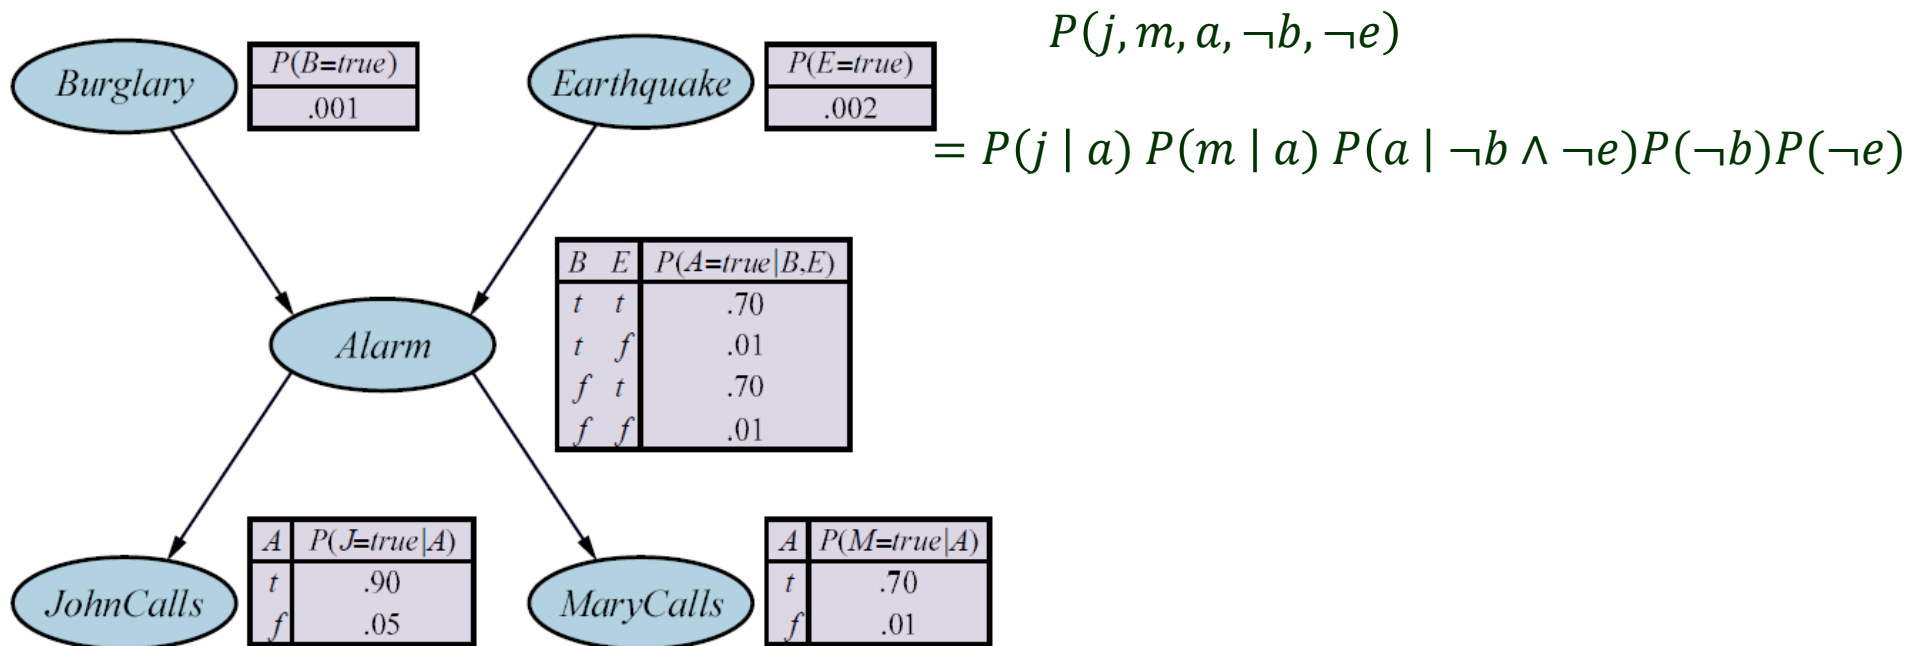 P(j, m, a, ¬b, ¬e)
= P(j | a) P(m | a) P(a | ¬b ∧ ¬e)P(¬b)P(¬e)
Burglary
P(B=true)
.001
Earthquake
P(E=true)
.002
B E P(A=true|B,E)
t t .70
t f .01
f t .70
f f .01
Alarm
JohnCalls
A P(J=true|A)
t .90
f .05
MaryCalls
A P(M=true|A)
t .70
f .01